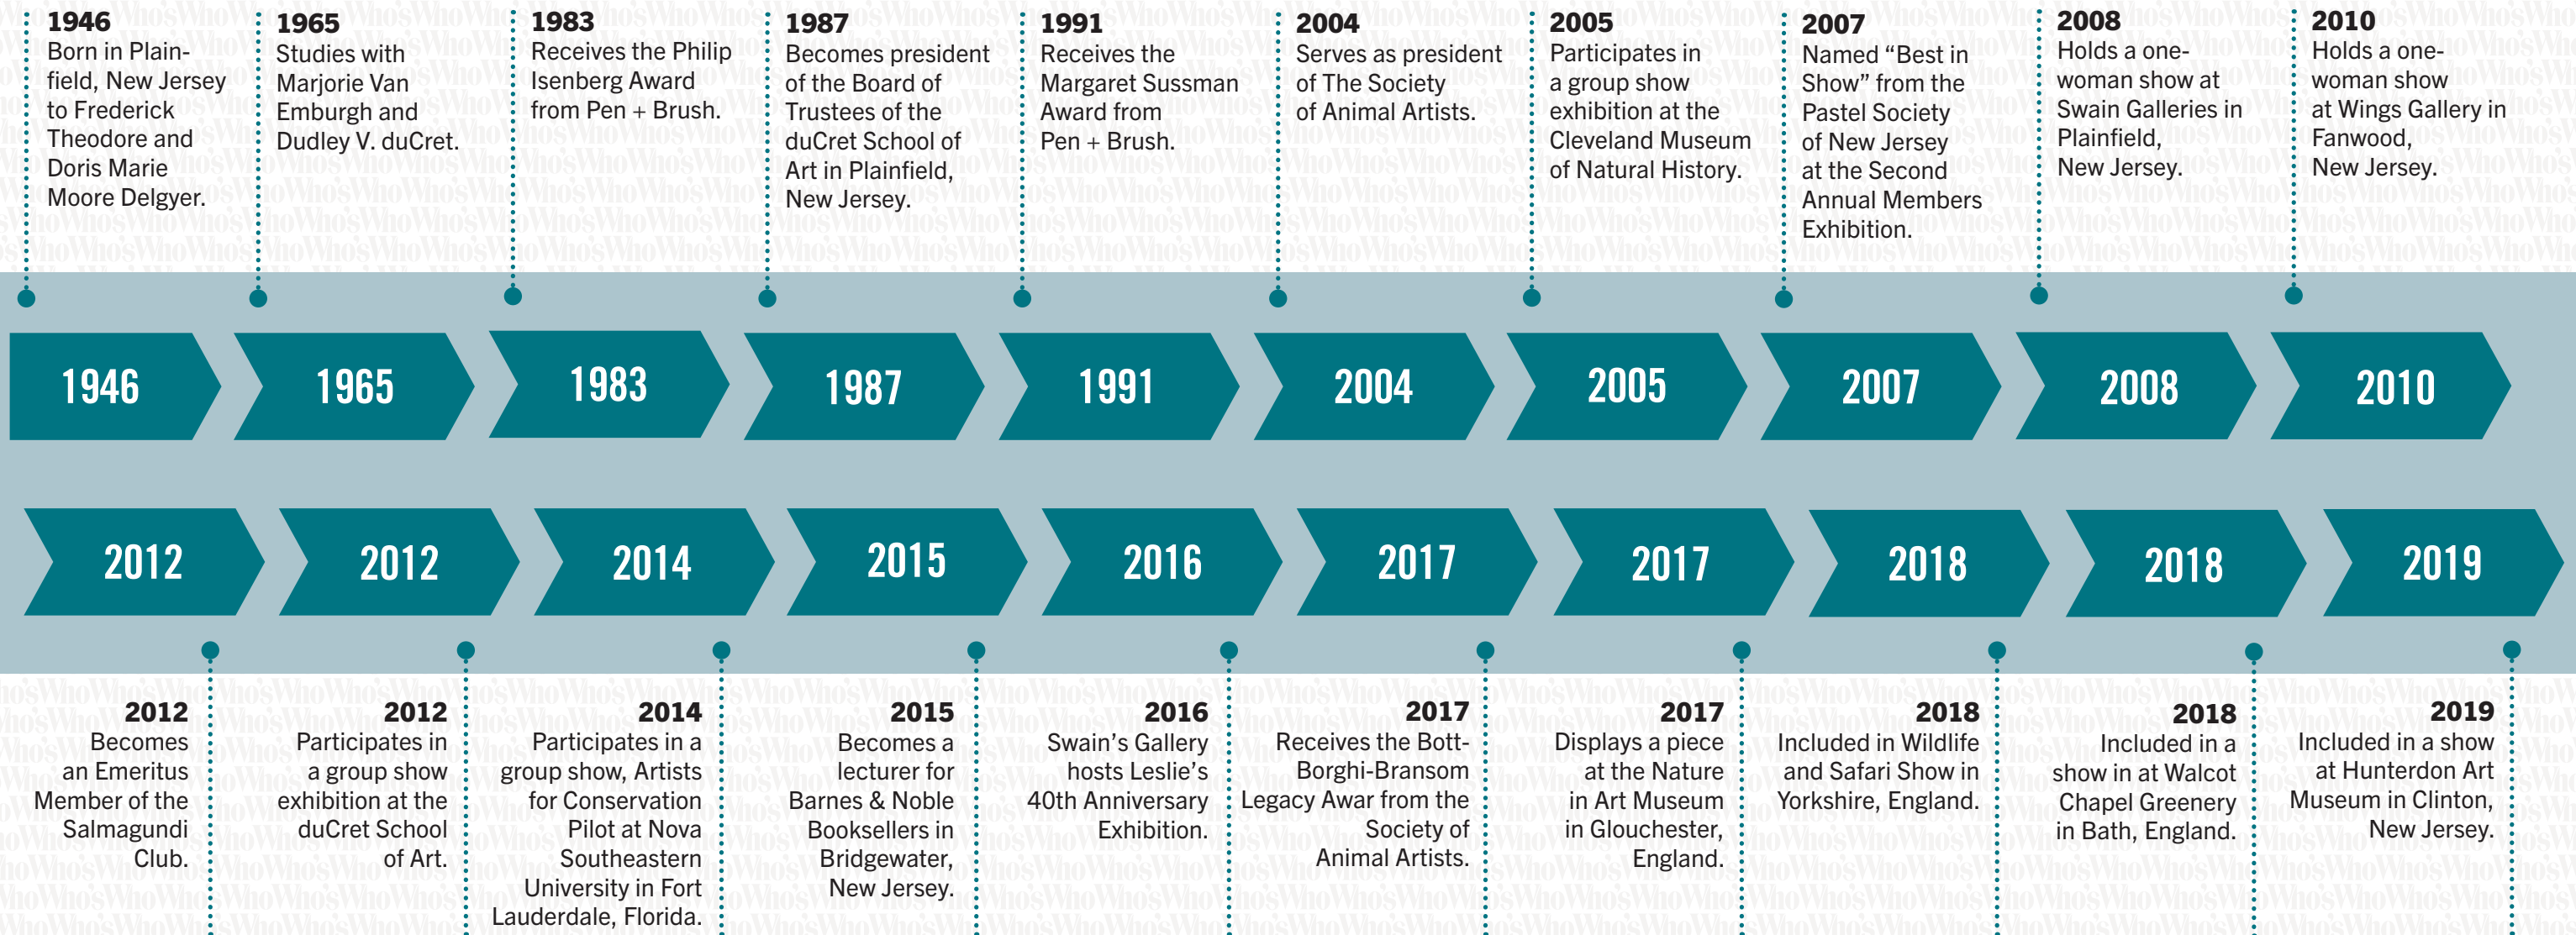 1946
Born in Plain-
field, New Jersey
to Frederick
Theodore and
Doris Marie
Moore Delgyer.
1965
Studies with
Marjorie Van
Emburgh and
Dudley V. duCret.
1983
Receives the Philip
Isenberg Award
from Pen + Brush.
1987
Becomes president
of the Board of
Trustees of the
duCret School of
Art in Plainfield,
New Jersey.
1991
Receives the
Margaret Sussman
Award from
Pen + Brush.
2004
Serves as president
of The Society
of Animal Artists.
2005
Participates in
a group show
exhibition at the
Cleveland Museum
of Natural History.
2007
Named “Best in
Show” from the
Pastel Society
of New Jersey
at the Second
Annual Members
Exhibition.
2008
Holds a one-
woman show at
Swain Galleries in
Plainfield,
New Jersey.
2010
Holds a one-
woman show
at Wings Gallery in
Fanwood,
New Jersey.
1946
1965
1983
1987
1991
2004
2005
2007
2008
2010
2012
2012
2014
2015
2016
2017
2017
2018
2018
2019
2012
Becomes
an Emeritus
Member of the
Salmagundi
Club.
2012
Participates in
a group show
exhibition at the
duCret School
of Art.
2014
Participates in a
group show, Artists
for Conservation
Pilot at Nova
Southeastern
University in Fort
Lauderdale, Florida.
2015
Becomes a
lecturer for
Barnes & Noble
Booksellers in
Bridgewater,
New Jersey.
2016
Swain’s Gallery
hosts Leslie’s
40th Anniversary
Exhibition.
2017
Receives the Bott-
Borghi-Bransom
Legacy Awar from the
Society of
Animal Artists.
2017
Displays a piece
at the Nature
in Art Museum
in Glouchester,
England.
2018
Included in Wildlife
and Safari Show in
Yorkshire, England.
2018
Included in a
show in at Walcot
Chapel Greenery
in Bath, England.
2019
Included in a show
at Hunterdon Art
Museum in Clinton,
New Jersey.